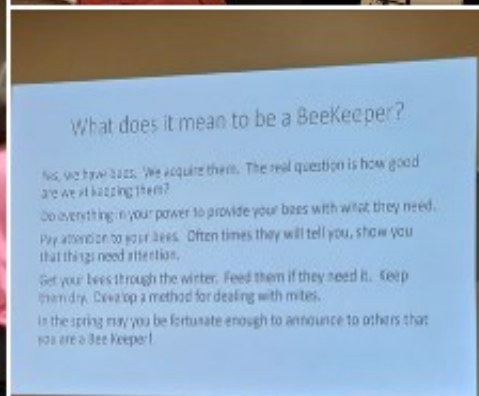 What does it mean to be a BeeKeeper?
Yes, we have bees. We acquire them. The real question is how good
are we at keeping them?
Do everything in your power to provide your bees with what they need.
Pay attention to your bees. Often times they will tell you, show you
that things need attention.
Get your bees through the winter. Feed them if they need it. Keep
them dry. Develop a method for dealing with mites.
In the spring may you be fortunate enough to announce to others that
you are a Bee Keeper!